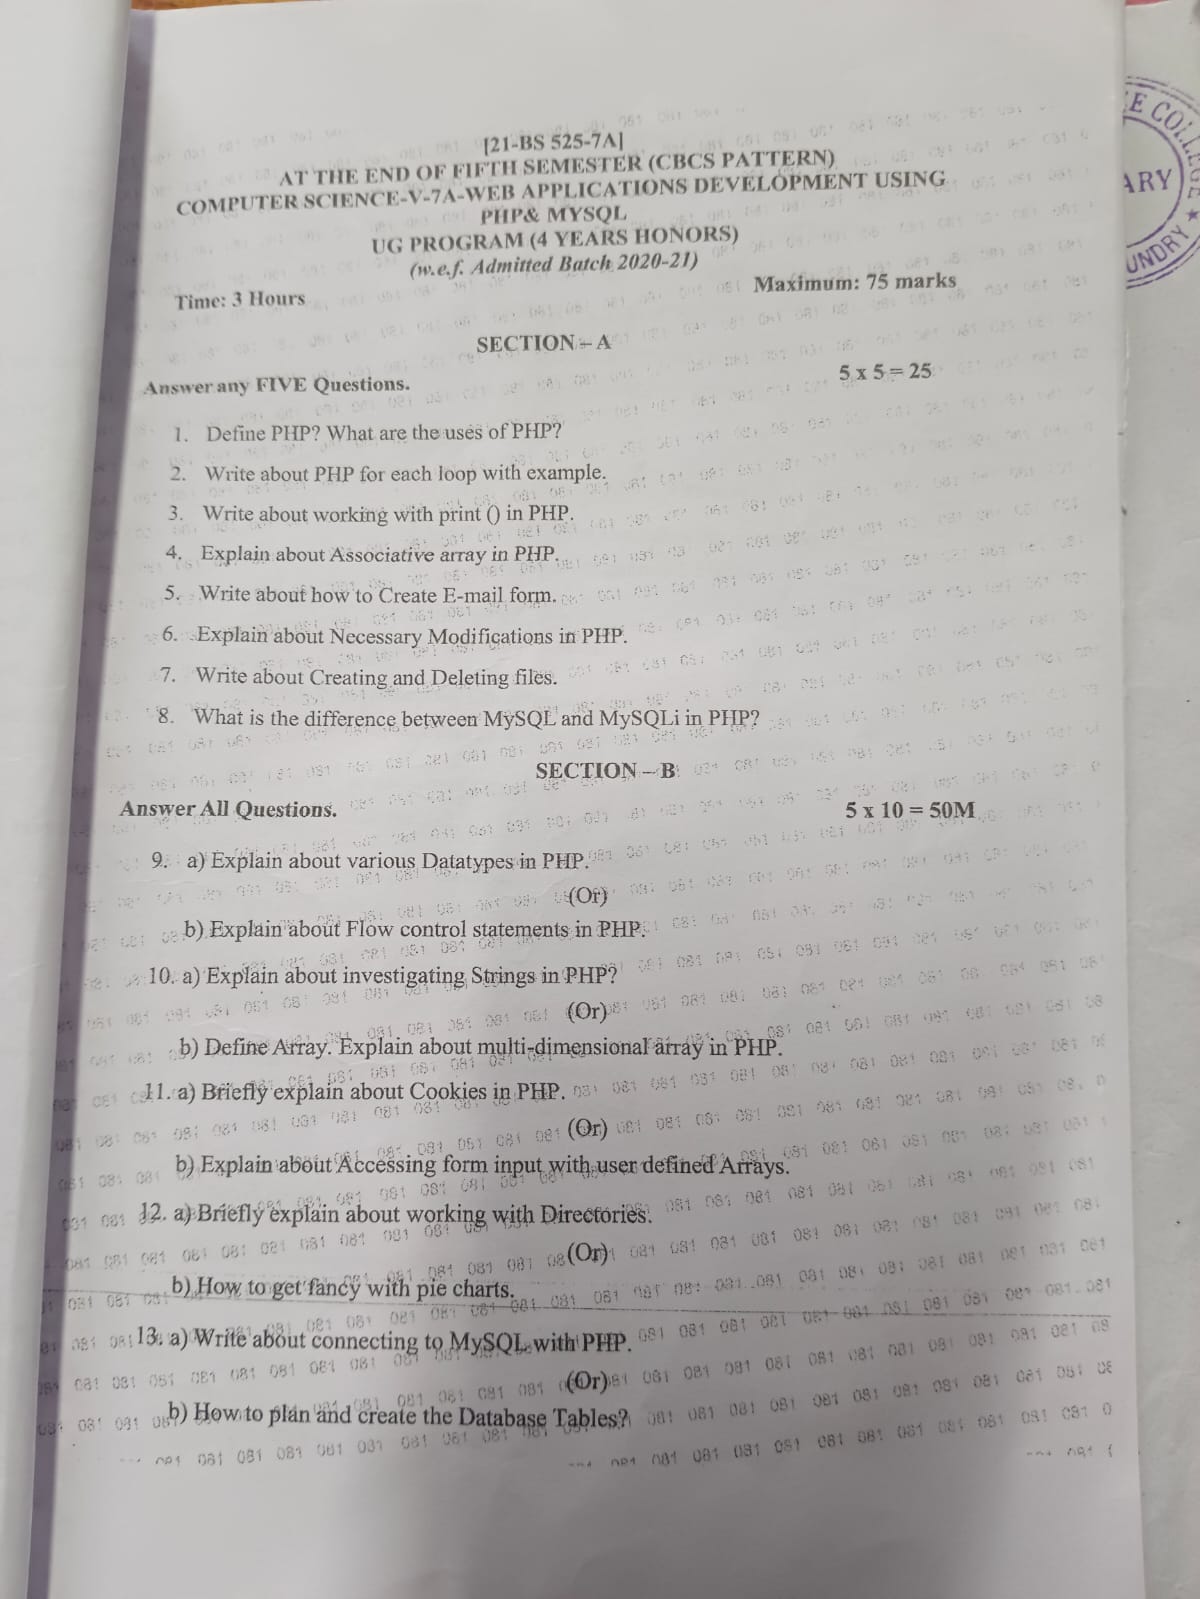 [21-BS 525-7A]
AT THE END OF FIFTH SEMESTER (CBCS PATTERN)
COMPUTER SCIENCE-V-7A-WEB APPLICATIONS DEVELOPMENT USING
PHP& MYSQL
UG PROGRAM (4 YEARS HONORS)
(w.e.f. Admitted Batch 2020-21)
Time: 3 Hours Maximum: 75 marks
SECTION – A
Answer any FIVE Questions. 5 x 5 = 25
1. Define PHP? What are the uses of PHP?
2. Write about PHP for each loop with example.
3. Write about working with print () in PHP.
4. Explain about Associative array in PHP.
5. Write about how to Create E-mail form.
6. Explain about Necessary Modifications in PHP.
7. Write about Creating and Deleting files.
8. What is the difference between MySQL and MySQLi in PHP?
SECTION – B
Answer All Questions. 5 x 10 = 50M
9. a) Explain about various Datatypes in PHP.
(Or)
b) Explain about Flow control statements in PHP.
10. a) Explain about investigating Strings in PHP?
(Or)
b) Define Array. Explain about multi-dimensional array in PHP.
11. a) Briefly explain about Cookies in PHP.
(Or)
b) Explain about Accessing form input with user defined Arrays.
12. a) Briefly explain about working with Directories.
(Or)
b) How to get fancy with pie charts.
13. a) Write about connecting to MySQL with PHP.
(Or)
b) How to plan and create the Database Tables?